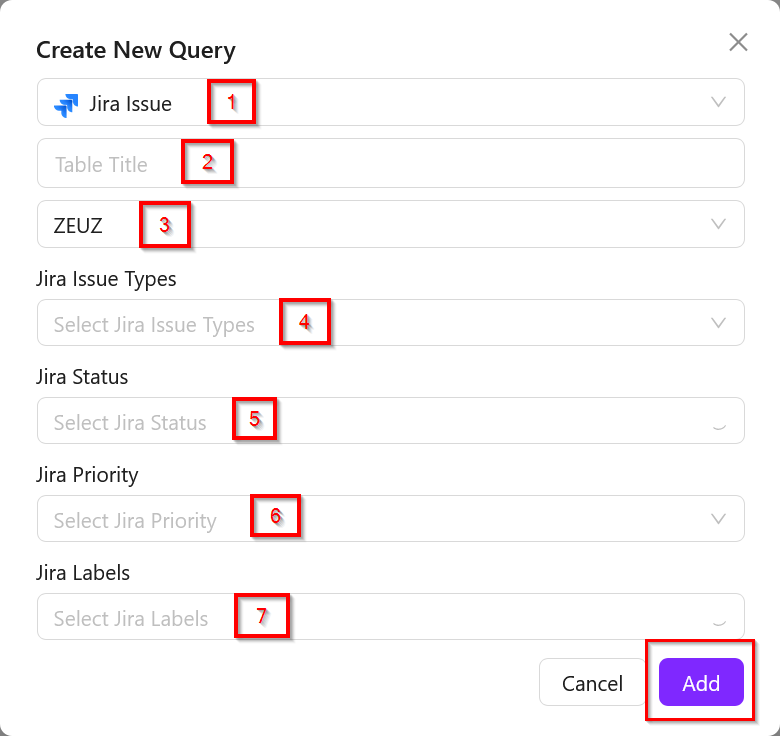 Create New Query
Jira Issue 1
Table Title 2
ZEUZ 3
Jira Issue Types
Select Jira Issue Types 4
Jira Status
Select Jira Status 5
Jira Priority
Select Jira Priority 6
Jira Labels
Select Jira Labels 7
Cancel Add